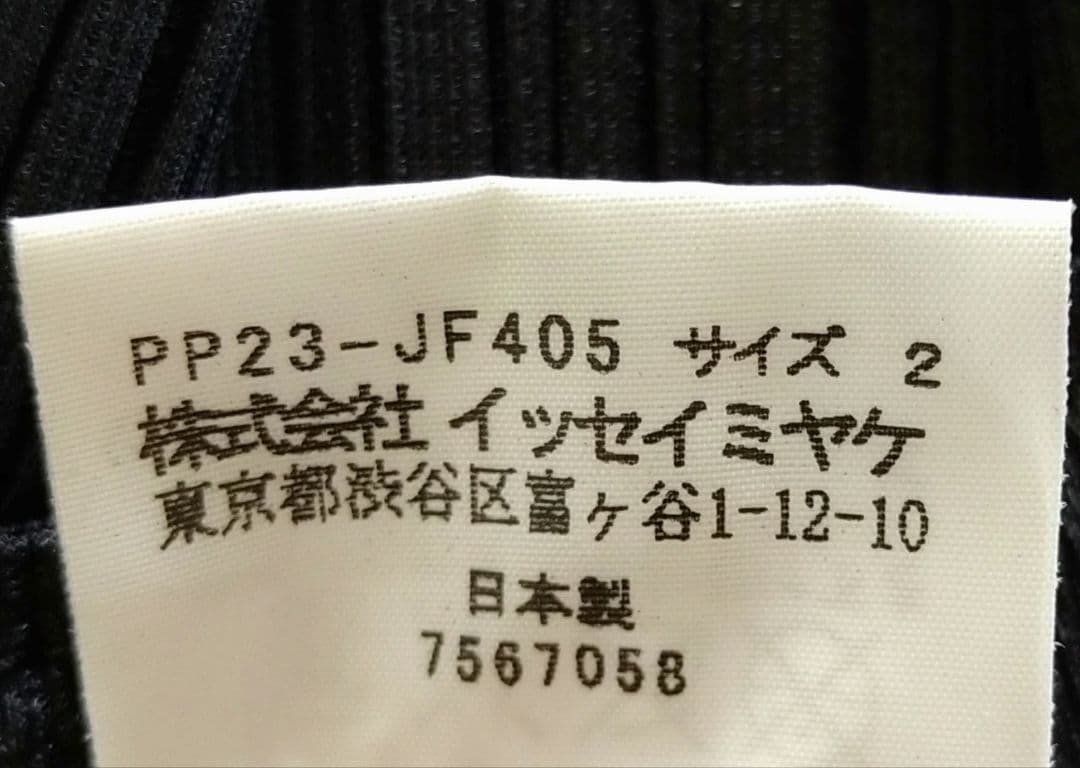 PP23-JF405 サイズ 2
株式会社イッセイミヤケ
東京都渋谷区富ヶ谷1-12-10
日本製
7567058